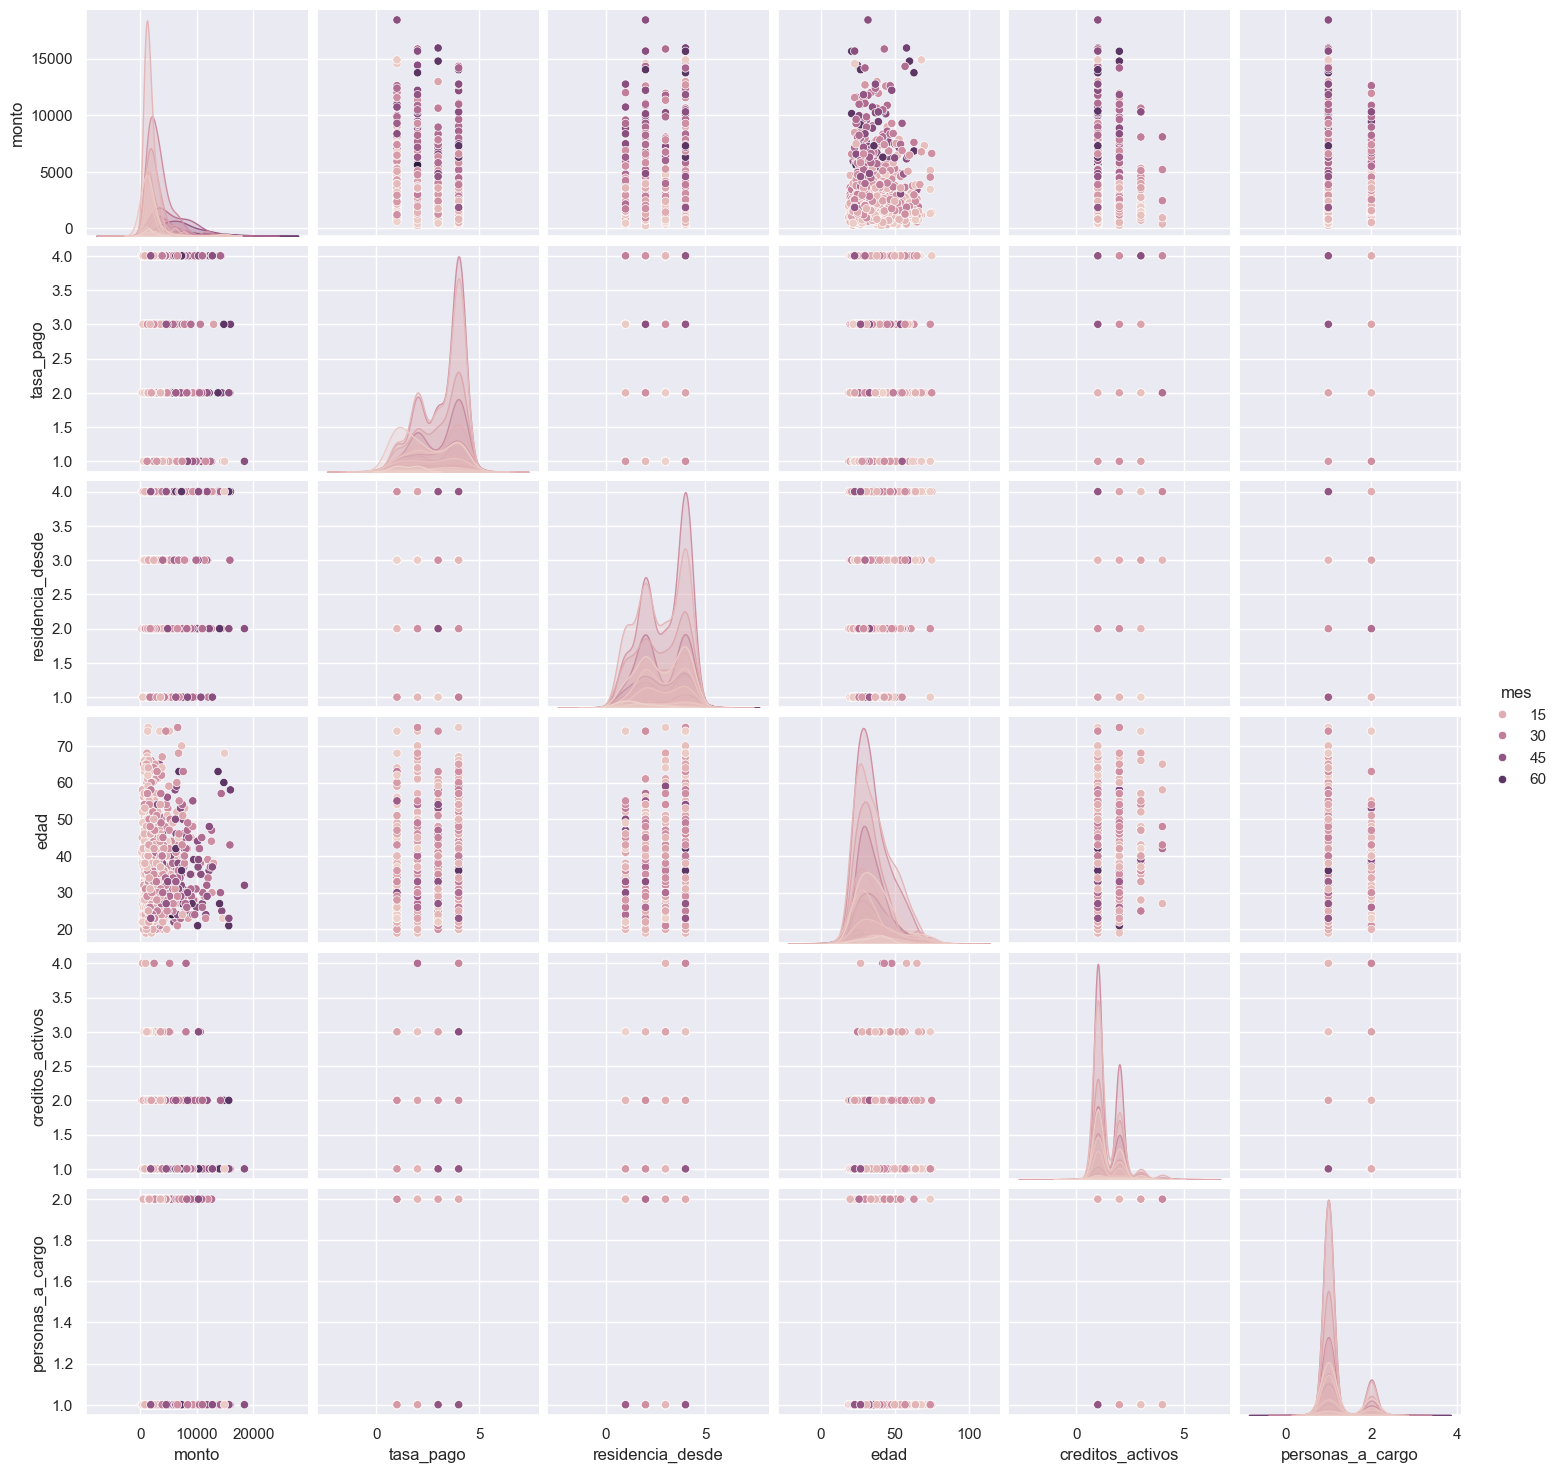 monto
15000
10000
5000
0
tasa_pago
4.0
3.5
3.0
2.5
2.0
1.5
1.0
residencia_desde
4.0
3.5
3.0
2.5
2.0
1.5
1.0
edad
70
60
50
40
30
20
creditos_activos
4.0
3.5
3.0
2.5
2.0
1.5
1.0
personas_a_cargo
2.0
1.8
1.6
1.4
1.2
1.0
0 10000 20000
monto
0 5
tasa_pago
0 5
residencia_desde
0 50 100
edad
0 5
creditos_activos
0 2 4
personas_a_cargo
mes
15
30
45
60